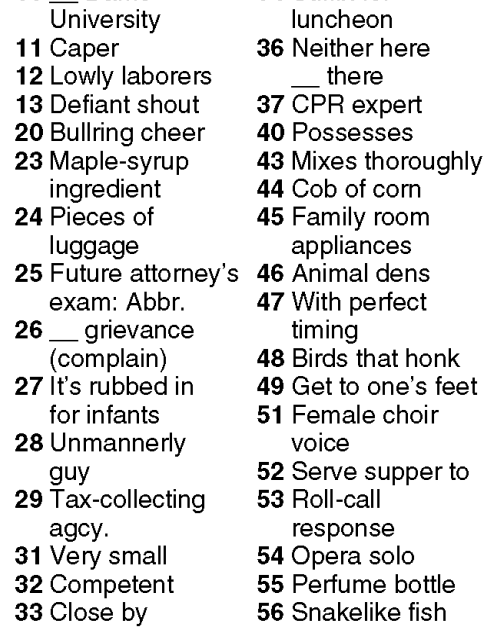 University
11 Caper
12 Lowly laborers
13 Defiant shout
20 Bullring cheer
23 Maple-syrup
ingredient
24 Pieces of
luggage
25 Future attorney's
exam: Abbr.
26 __ grievance
(complain)
27 It's rubbed in
for infants
28 Unmannerly
guy
29 Tax-collecting
agcy.
31 Very small
32 Competent
33 Close by
luncheon
36 Neither here
__ there
37 CPR expert
40 Possesses
43 Mixes thoroughly
44 Cob of corn
45 Family room
appliances
46 Animal dens
47 With perfect
timing
48 Birds that honk
49 Get to one's feet
51 Female choir
voice
52 Serve supper to
53 Roll-call
response
54 Opera solo
55 Perfume bottle
56 Snakelike fish